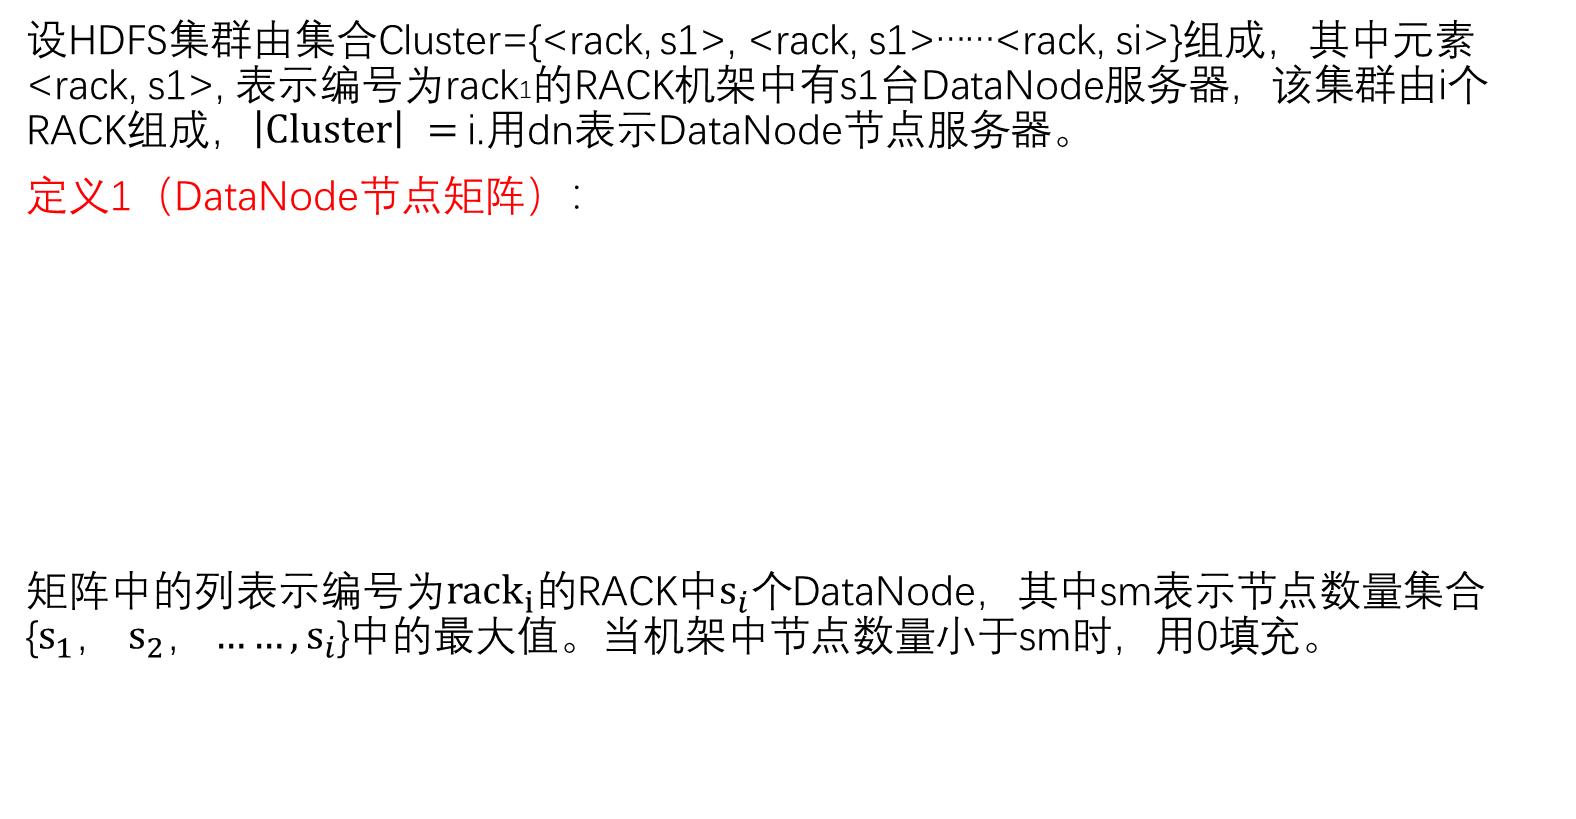 设HDFS集群由集合Cluster={<rack, s1>, <rack, s1>……<rack, si>}组成，其中元素
<rack, s1>, 表示编号为rack₁的RACK机架中有s1台DataNode服务器，该集群由i个
RACK组成，|Cluster| = i.用dn表示DataNode节点服务器。
定义1（DataNode节点矩阵）:
矩阵中的列表示编号为rackᵢ的RACK中sᵢ个DataNode，其中sm表示节点数量集合
{s₁， s₂， ……, sᵢ}中的最大值。当机架中节点数量小于sm时，用0填充。